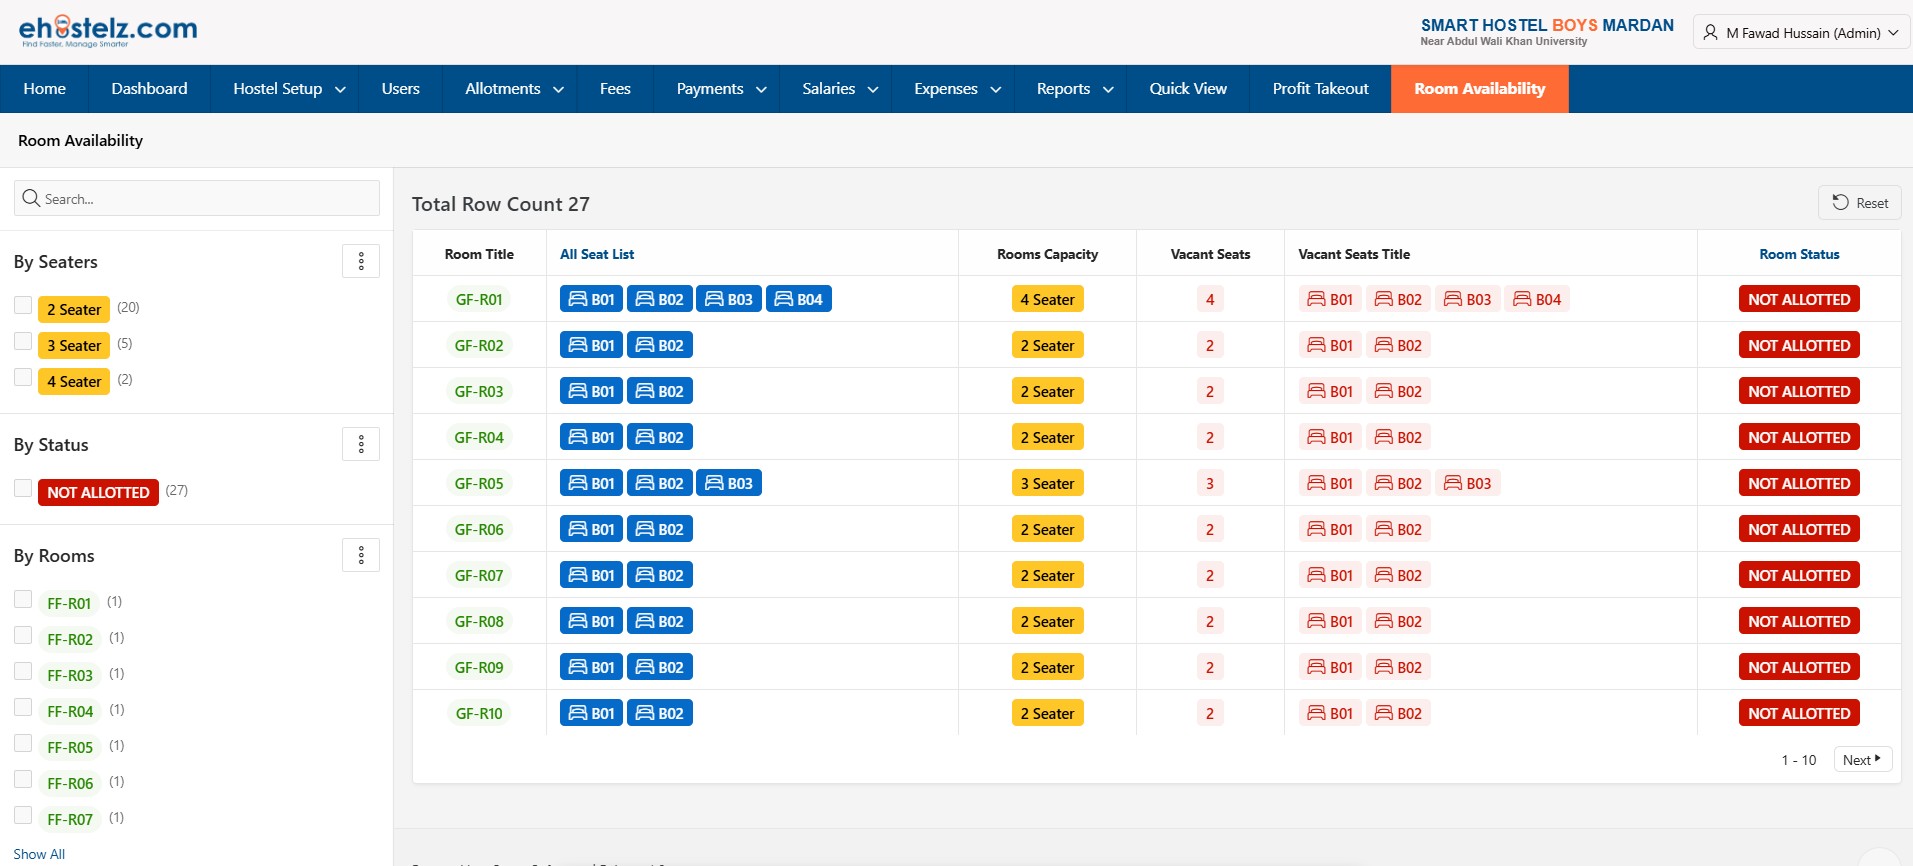 ehostelz.com
Find Faster, Manage Smarter
SMART HOSTEL BOYS MARDAN
Near Abdul Wali Khan University
M Fawad Hussain (Admin)
Home Dashboard Hostel Setup Users Allotments Fees Payments Salaries Expenses Reports Quick View Profit Takeout Room Availability
Room Availability
Search...
By Seaters
2 Seater (20)
3 Seater (5)
4 Seater (2)
By Status
NOT ALLOTTED (27)
By Rooms
FF-R01 (1)
FF-R02 (1)
FF-R03 (1)
FF-R04 (1)
FF-R05 (1)
FF-R06 (1)
FF-R07 (1)
Show All
Total Row Count 27
Reset
Room Title All Seat List Rooms Capacity Vacant Seats Vacant Seats Title Room Status
GF-R01 B01 B02 B03 B04 4 Seater 4 B01 B02 B03 B04 NOT ALLOTTED
GF-R02 B01 B02 2 Seater 2 B01 B02 NOT ALLOTTED
GF-R03 B01 B02 2 Seater 2 B01 B02 NOT ALLOTTED
GF-R04 B01 B02 2 Seater 2 B01 B02 NOT ALLOTTED
GF-R05 B01 B02 B03 3 Seater 3 B01 B02 B03 NOT ALLOTTED
GF-R06 B01 B02 2 Seater 2 B01 B02 NOT ALLOTTED
GF-R07 B01 B02 2 Seater 2 B01 B02 NOT ALLOTTED
GF-R08 B01 B02 2 Seater 2 B01 B02 NOT ALLOTTED
GF-R09 B01 B02 2 Seater 2 B01 B02 NOT ALLOTTED
GF-R10 B01 B02 2 Seater 2 B01 B02 NOT ALLOTTED
1 - 10 Next